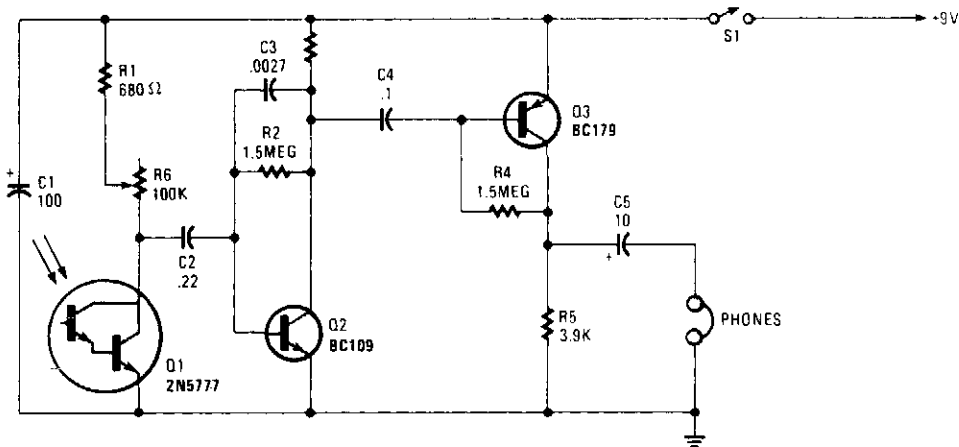 +9V
S1
R1
680Ω
C3
.0027
C4
.1
Q3
BC179
R2
1.5MEG
R4
1.5MEG
+
C1
100
R6
100K
C2
.22
C5
10
+
Q2
BC109
R5
3.9K
PHONES
Q1
2N5777